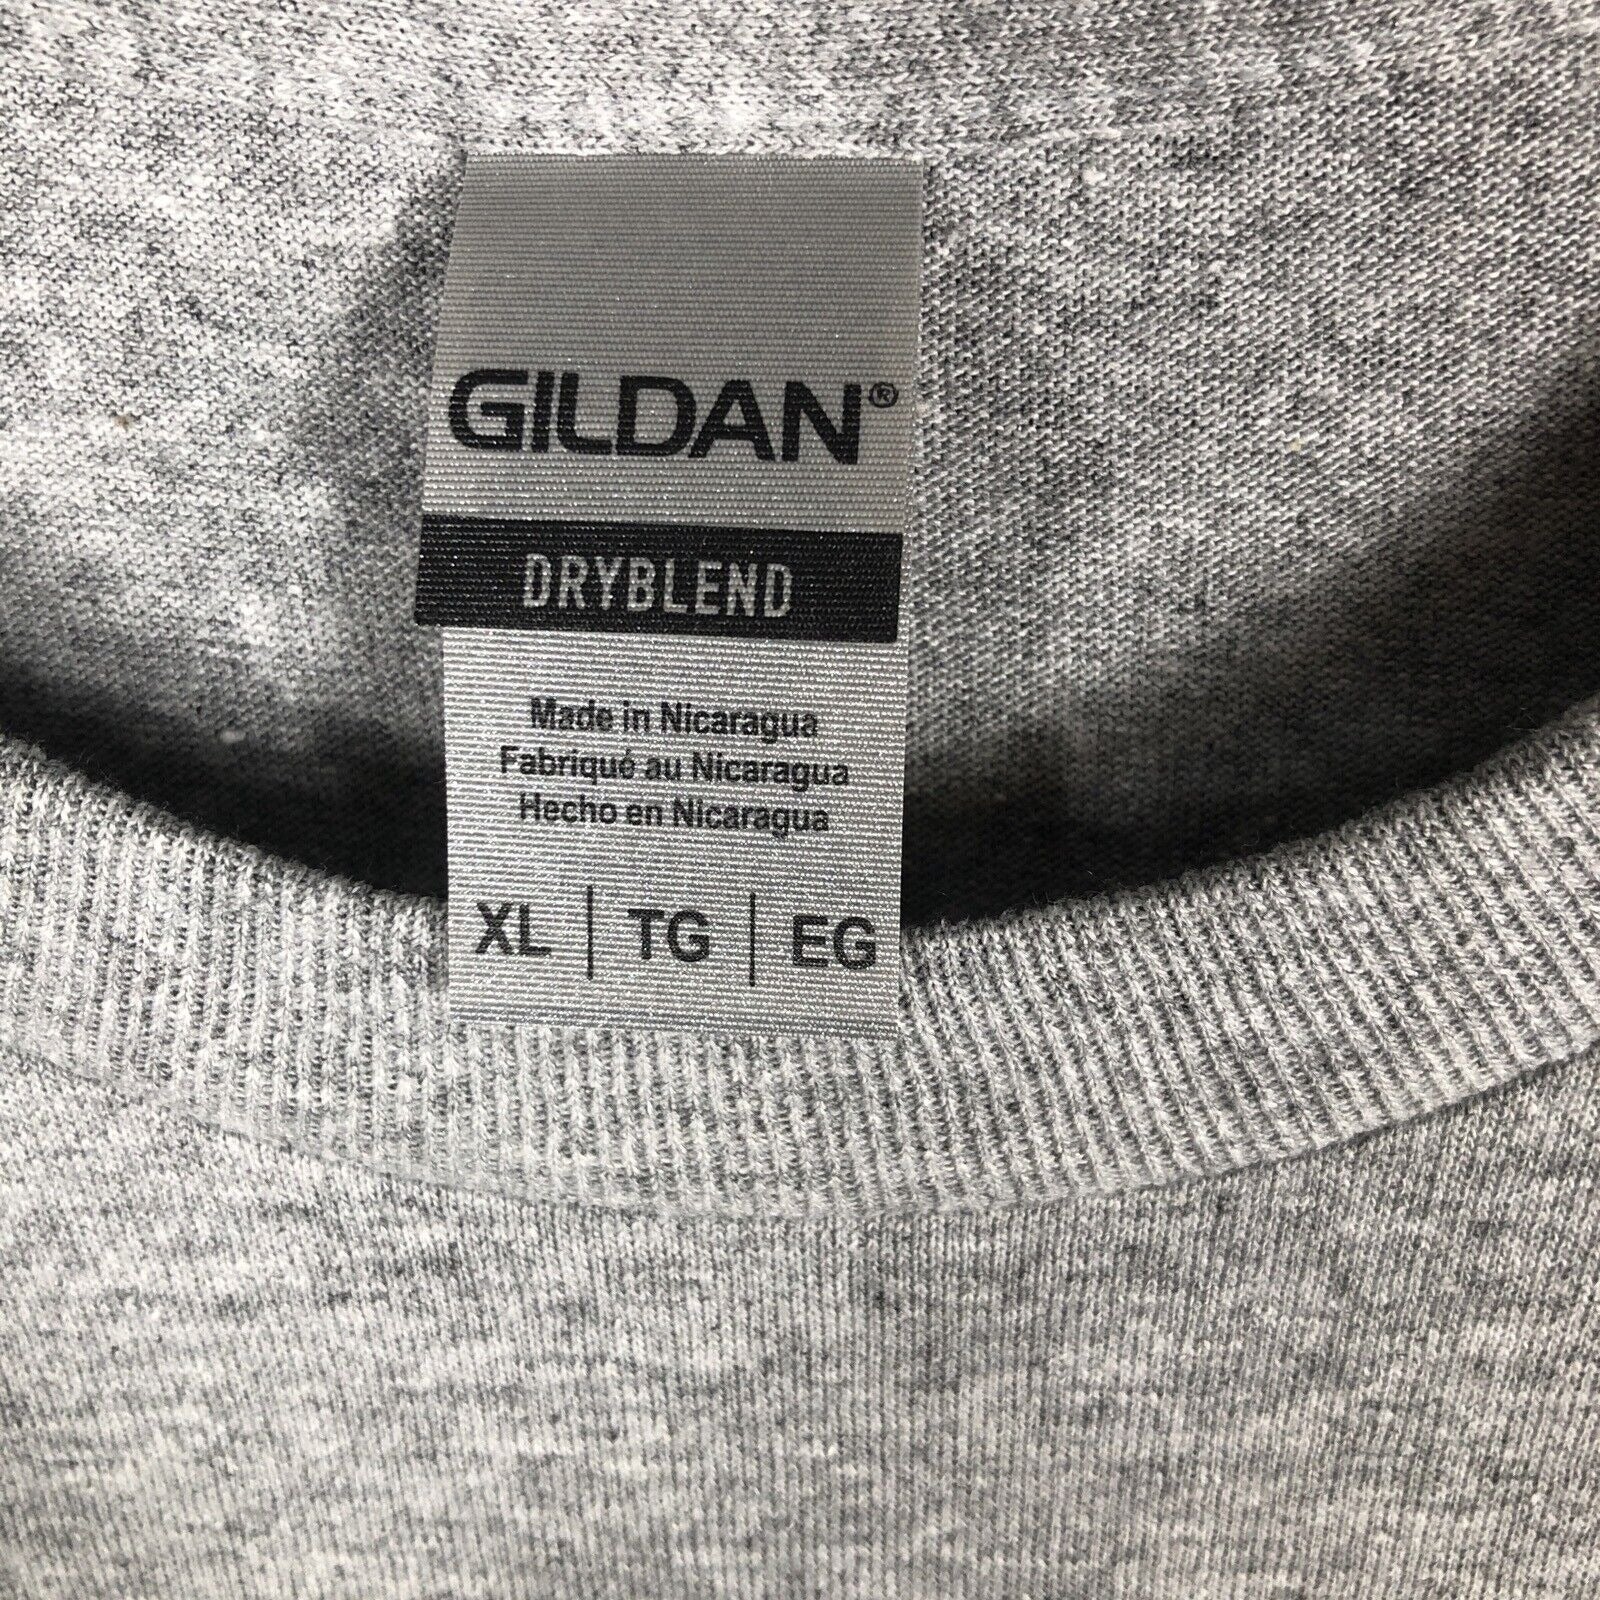 GILDAN®
DRYBLEND
Made in Nicaragua
Fabriqué au Nicaragua
Hecho en Nicaragua
XL | TG | EG